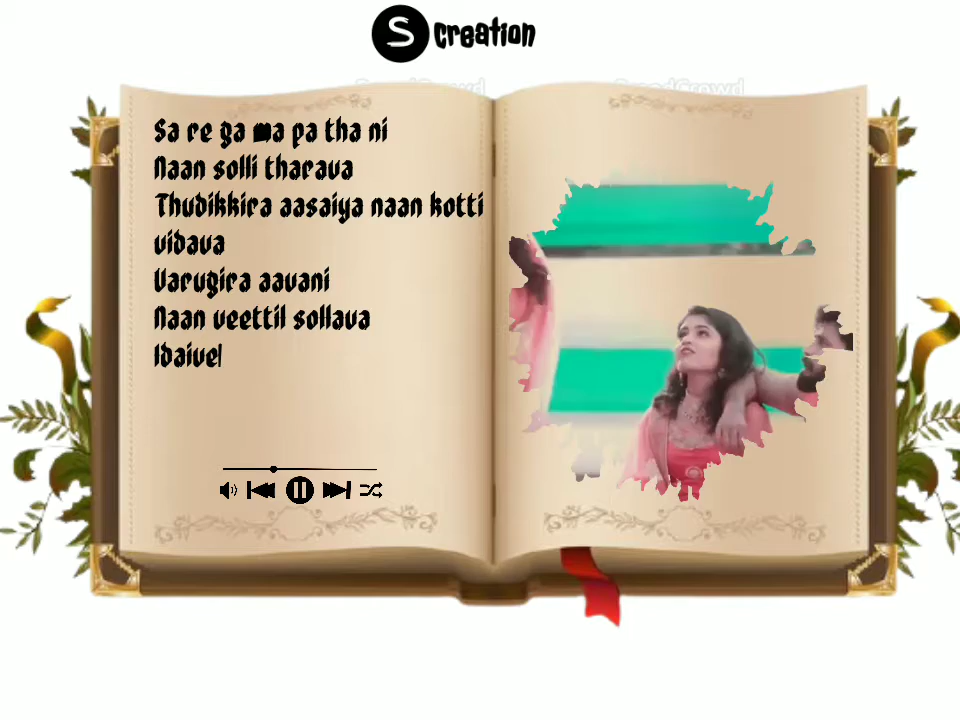 S creation
Sa re ga ma pa tha ni
Naan solli tharava
Thudikkira aasaiya naan kotti
vidava
Varugira aavani
Naan veettil sollava
Idaivel